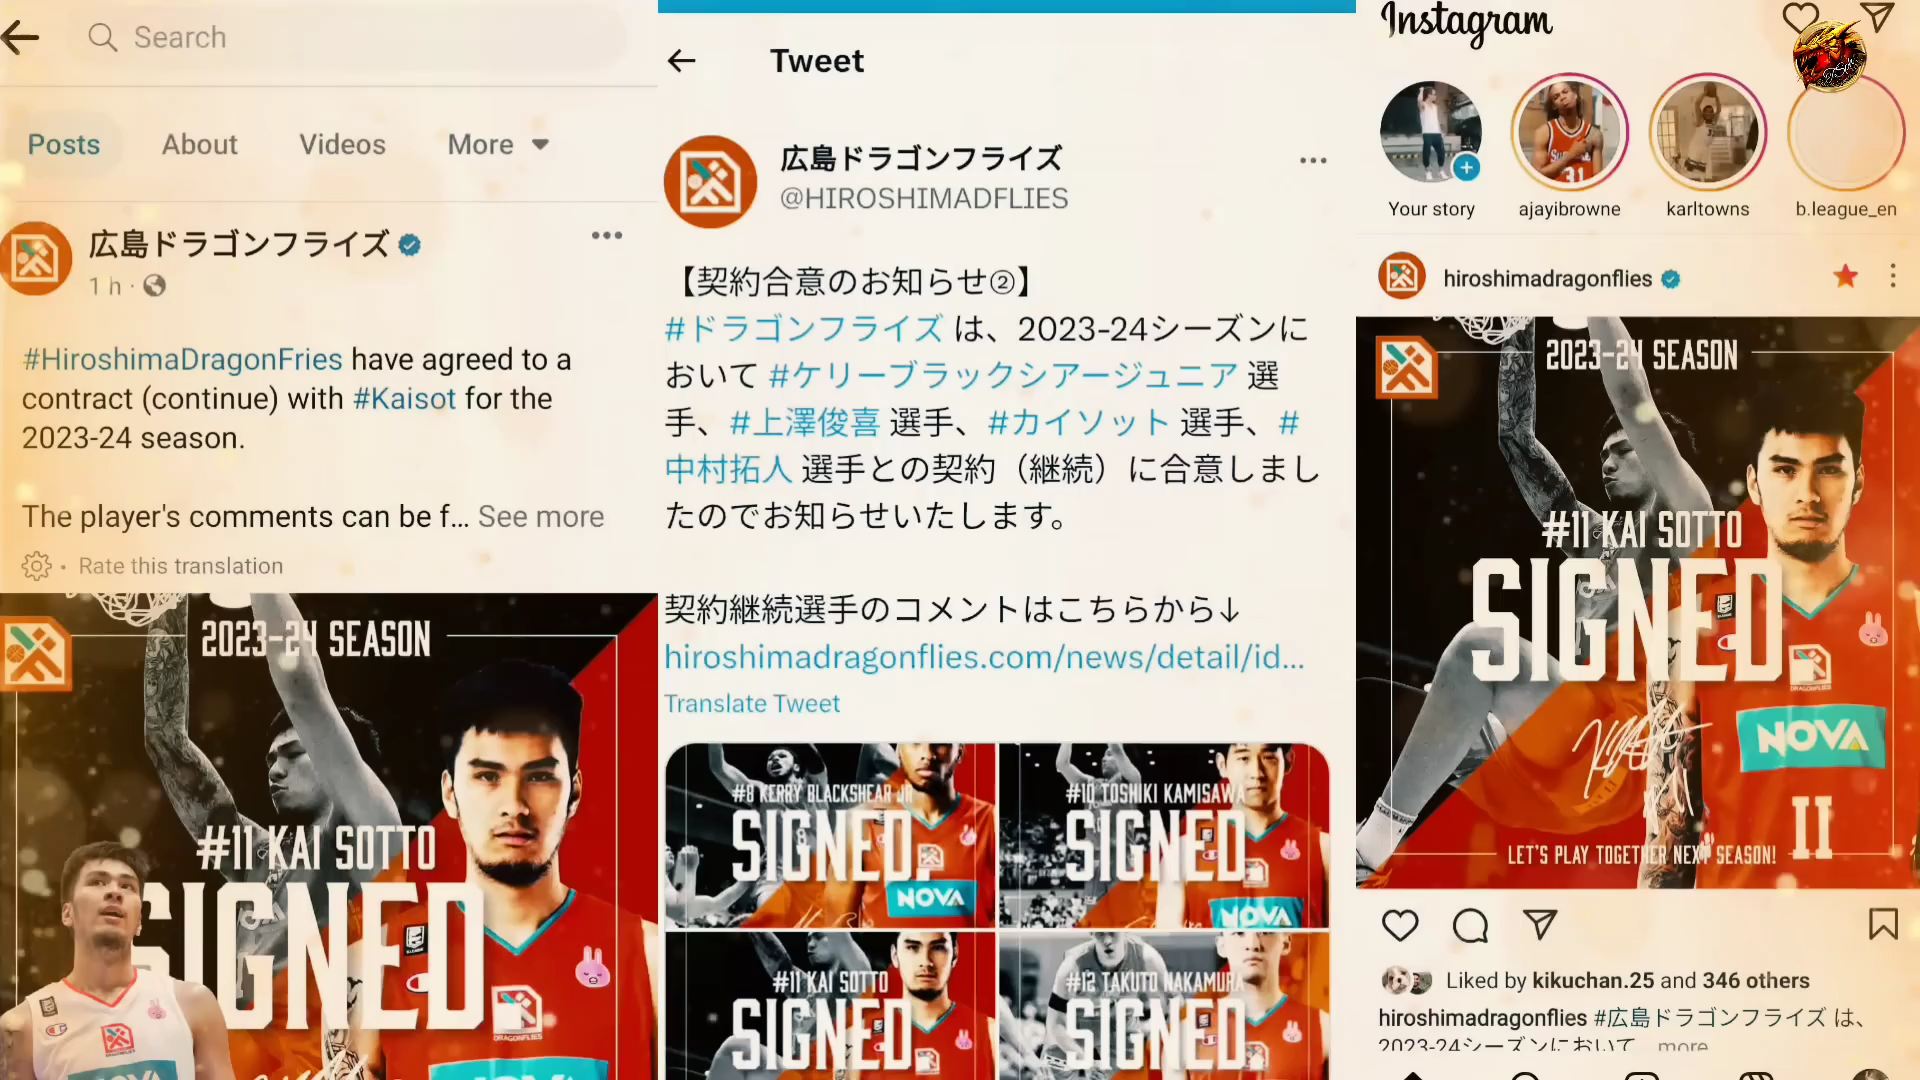 Search
Posts
About
Videos
More
広島ドラゴンフライズ
1 h ·
#HiroshimaDragonFries have agreed to a
contract (continue) with #Kaisot for the
2023-24 season.
The player's comments can be f... See more
Rate this translation
2023-24 SEASON
#11 KAI SOTTO
SIGNED
DRAGONFLIES
NOVA
NOVA
Tweet
広島ドラゴンフライズ
@HIROSHIMADFLIES
【契約合意のお知らせ②】
#ドラゴンフライズ は、2023-24シーズンに
おいて #ケリーブラックシアージュニア 選
手、#上澤俊喜 選手、#カイソット 選手、#
中村拓人 選手との契約（継続）に合意しまし
たのでお知らせいたします。
契約継続選手のコメントはこちらから↓
hiroshimadragonflies.com/news/detail/id...
Translate Tweet
#8 KERRY BLACKSHEAR JR
SIGNED
NOVA
#10 TOSHIKI KAMISAWA
SIGNED
NOVA
#11 KAI SOTTO
SIGNED
#12 TAKUTO NAKAMURA
SIGNED
Instagram
31
Your story
ajayibrowne
karltowns
b.league_en
hiroshimadragonflies
2023-24 SEASON
#11 KAI SOTTO
SIGNED
DRAGONFLIES
NOVA
11
LET'S PLAY TOGETHER NEXT SEASON!
Liked by kikuchan.25 and 346 others
hiroshimadragonflies #広島ドラゴンフライズ は、
2023-24シーズンにおいて... more